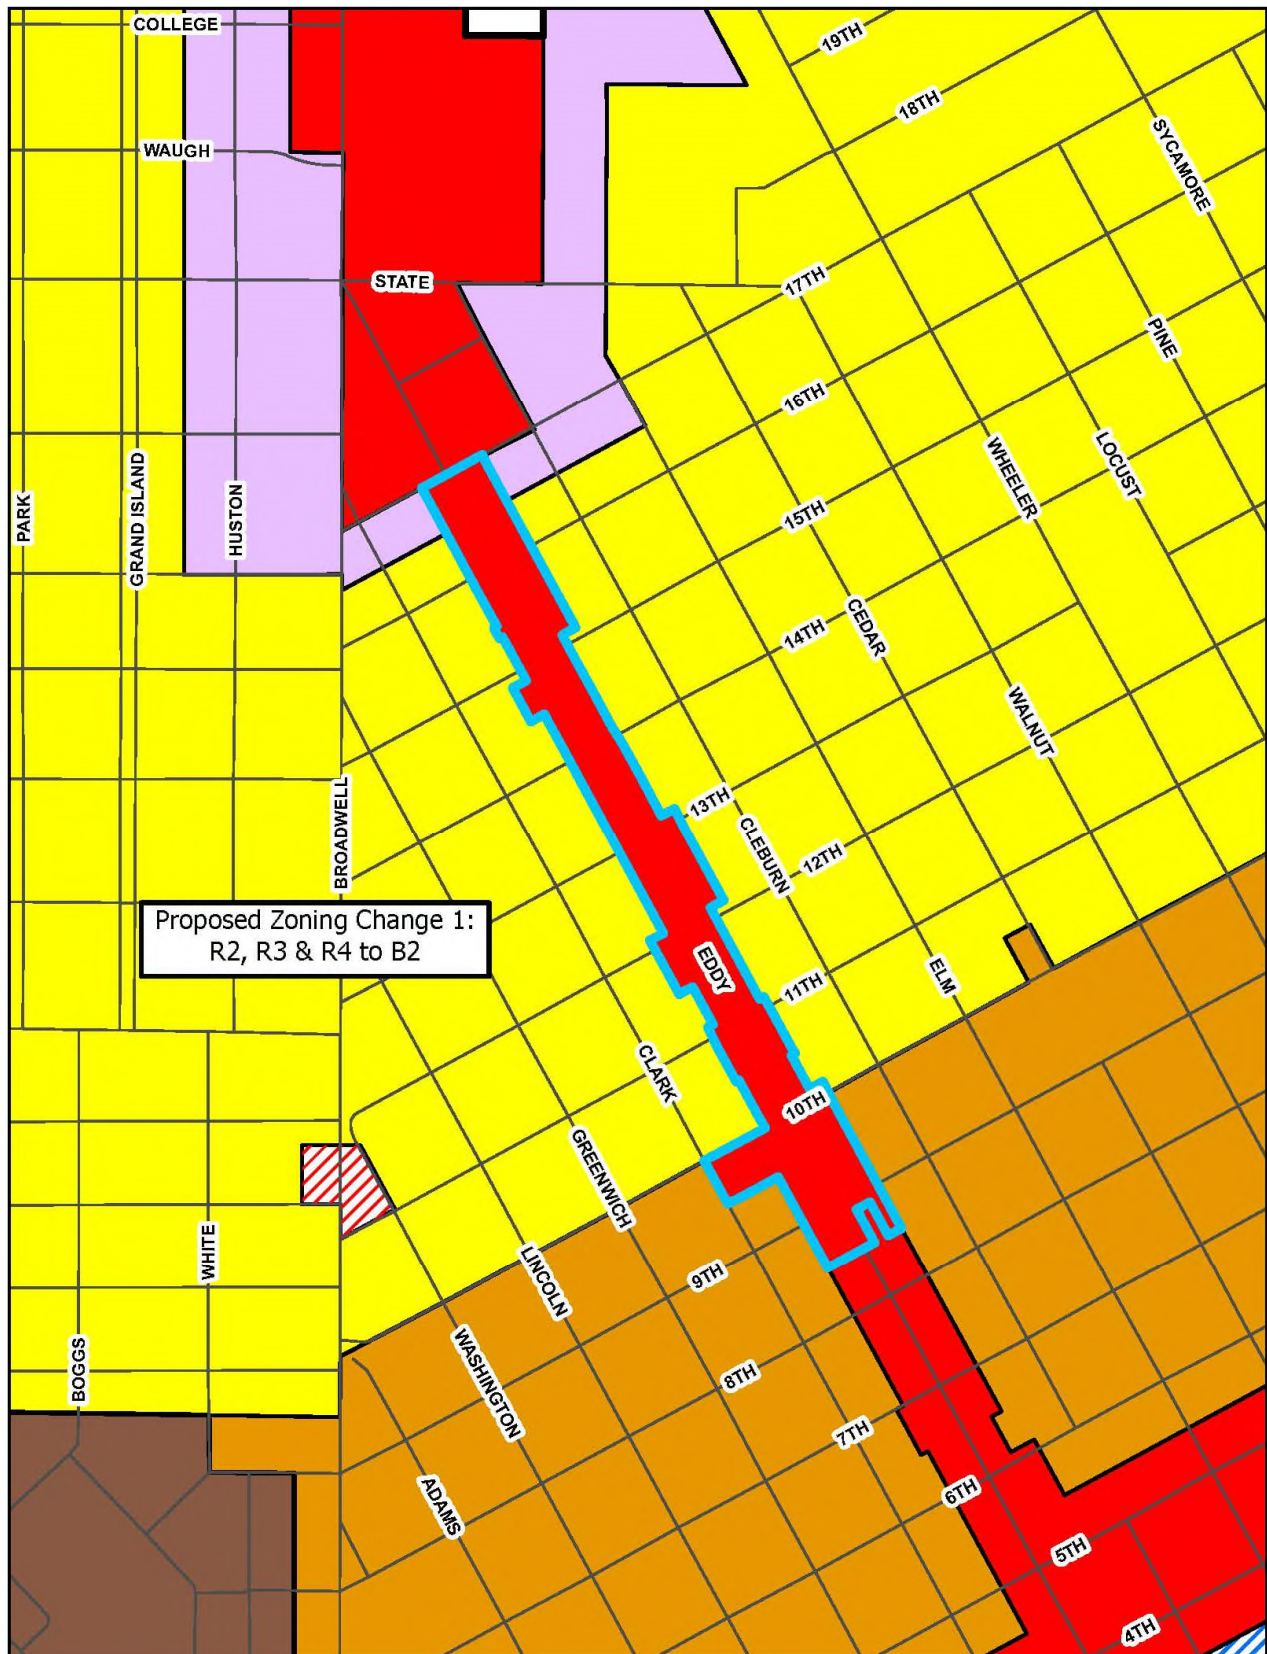 COLLEGE
19TH
18TH
WAUGH
SYCAMORE
STATE
17TH
PINE
16TH
PARK
GRAND ISLAND
HUSTON
WHEELER
LOCUST
15TH
CEDAR
14TH
WALNUT
BROADWELL
13TH
CLEBURN
12TH
Proposed Zoning Change 1:
R2, R3 & R4 to B2
EDDY
ELM
11TH
CLARK
10TH
GREENWICH
WHITE
LINCOLN
9TH
BOGGS
WASHINGTON
8TH
7TH
ADAMS
6TH
5TH
4TH